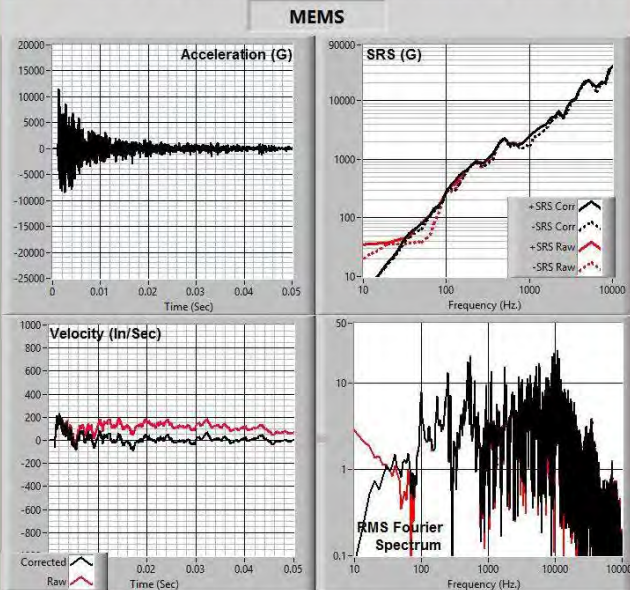 MEMS
Acceleration (G)
20000
15000
10000
5000
0
-5000
-10000
-15000
-20000
-25000
0 0.01 0.02 0.03 0.04 0.05
Time (Sec)
SRS (G)
90000
10000
1000
100
10
+SRS Corr
-SRS Corr
+SRS Raw
-SRS Raw
10 100 1000 10000
Frequency (Hz.)
Velocity (In/Sec)
1000
800
600
400
200
0
-200
-400
-600
-800
0.01 0.02 0.03 0.04 0.05
Time (Sec)
Corrected
Raw
50
10
1
0.1
RMS Fourier
Spectrum
10 100 1000 10000 10000
Frequency (Hz.)